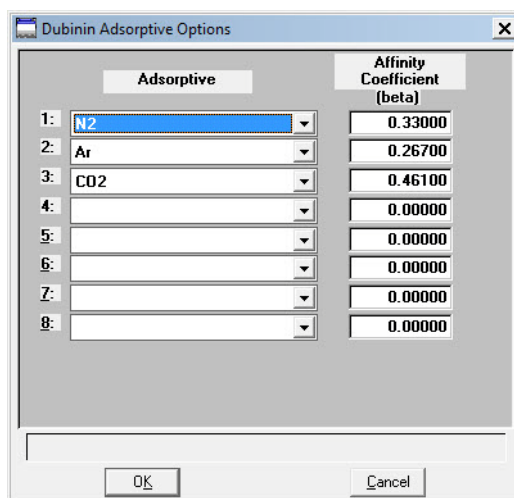 Dubinin Adsorptive Options
Adsorptive
Affinity
Coefficient
(beta)
1: N2 0.33000
2: Ar 0.26700
3: CO2 0.46100
4: 0.00000
5: 0.00000
6: 0.00000
7: 0.00000
8: 0.00000
OK Cancel